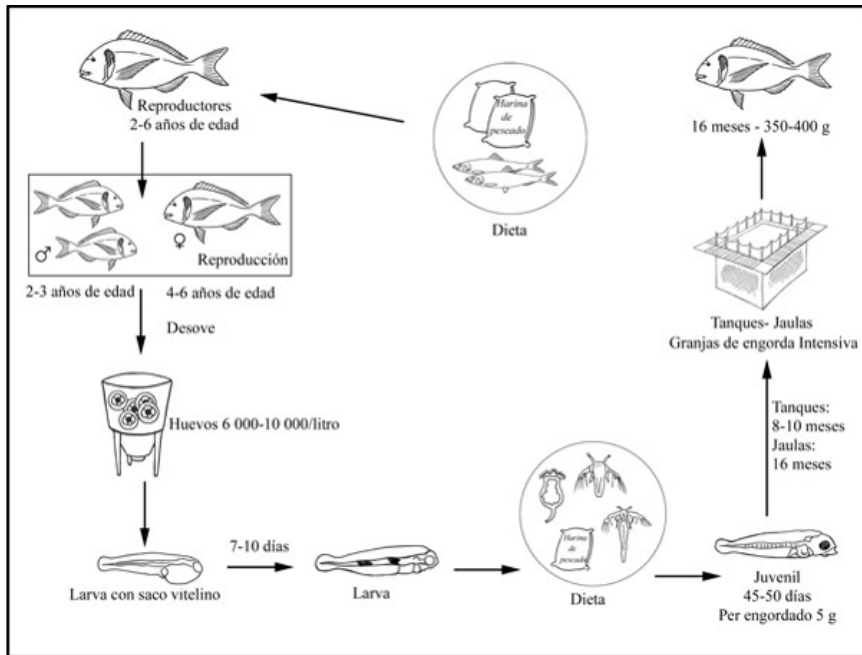 Reproductores
2-6 años de edad
♂
♀
Reproducción
2-3 años de edad
4-6 años de edad
Desove
Huevos 6 000-10 000/litro
Larva con saco vitelino
7-10 días
Larva
Harina
de
pescado
Dieta
Harina
de
pescado
Dieta
Juvenil
45-50 días
Per engordado 5 g
Tanques:
8-10 meses
Jaulas:
16 meses
Tanques- Jaulas
Granjas de engorda Intensiva
16 meses - 350-400 g